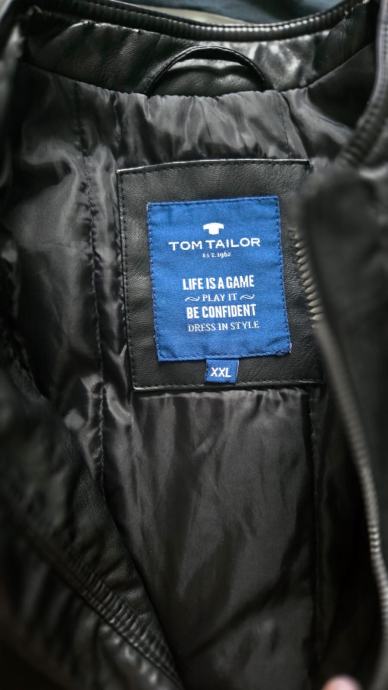 TOM TAILOR
EST. 1962
LIFE IS A GAME
PLAY IT
BE CONFIDENT
DRESS IN STYLE
XXL